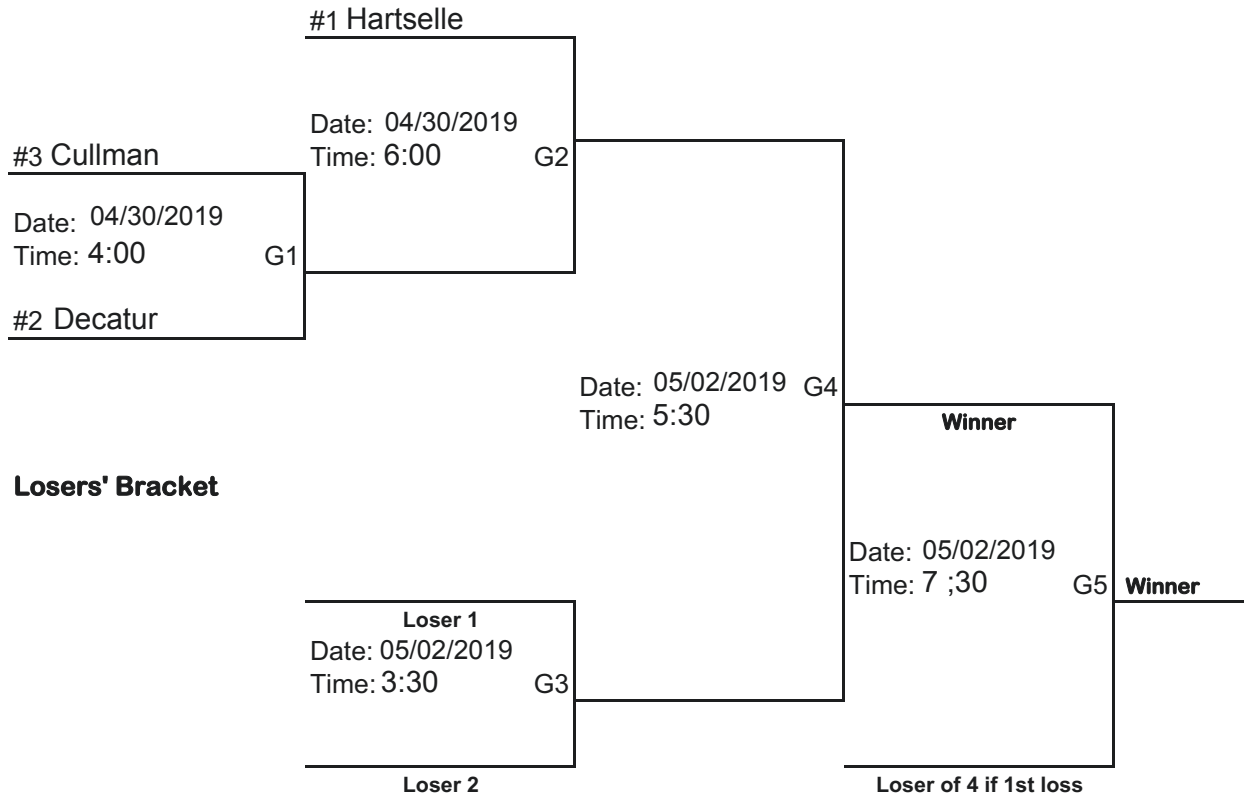 #1 Hartselle
Date: 04/30/2019
Time: 6:00 G2
#3 Cullman
Date: 04/30/2019
Time: 4:00 G1
#2 Decatur
Date: 05/02/2019 G4
Time: 5:30
Winner
Losers' Bracket
Date: 05/02/2019
Time: 7 ;30 G5 Winner
Loser 1
Date: 05/02/2019
Time: 3:30 G3
Loser 2
Loser of 4 if 1st loss